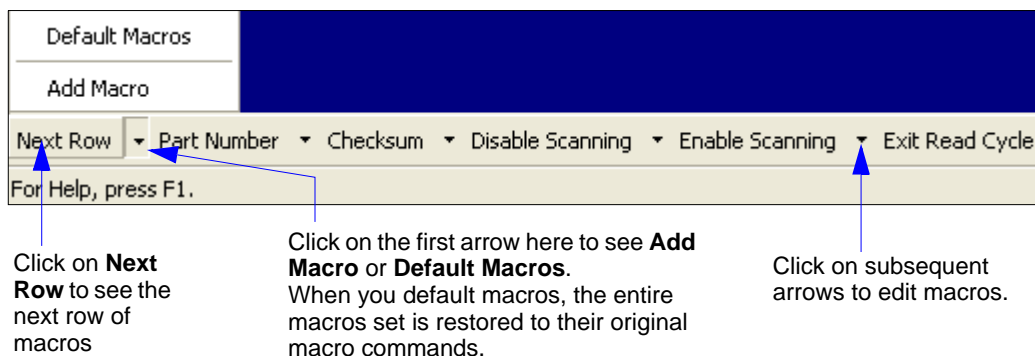 Default Macros
Add Macro
Next Row Part Number Checksum Disable Scanning Enable Scanning Exit Read Cycle
For Help, press F1.
Click on Next
Row to see the
next row of
macros
Click on the first arrow here to see Add
Macro or Default Macros.
When you default macros, the entire
macros set is restored to their original
macro commands.
Click on subsequent
arrows to edit macros.